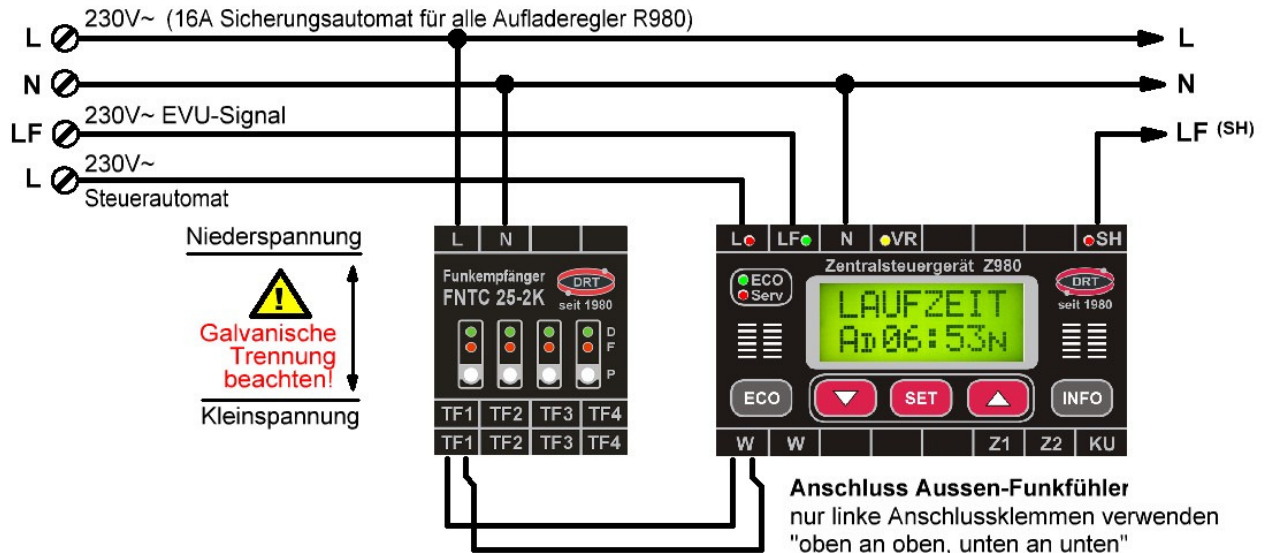 230V~ (16A Sicherungsautomat für alle Aufladeregler R980)
L L
N N
230V~ EVU-Signal
LF LF (SH)
230V~
L
Steuerautomat
Niederspannung
Galvanische
Trennung
beachten!
Kleinspannung
L N
Funkempfänger
FNTC 25-2K
DRT
seit 1980
D
F
P
TF1 TF2 TF3 TF4
TF1 TF2 TF3 TF4
L LF N VR SH
Zentralsteuergerät Z980
ECO
Serv
DRT
seit 1980
LAUFZEIT
AD06:53N
ECO SET INFO
W W Z1 Z2 KU
Anschluss Aussen-Funkfühler
nur linke Anschlussklemmen verwenden
"oben an oben, unten an unten"